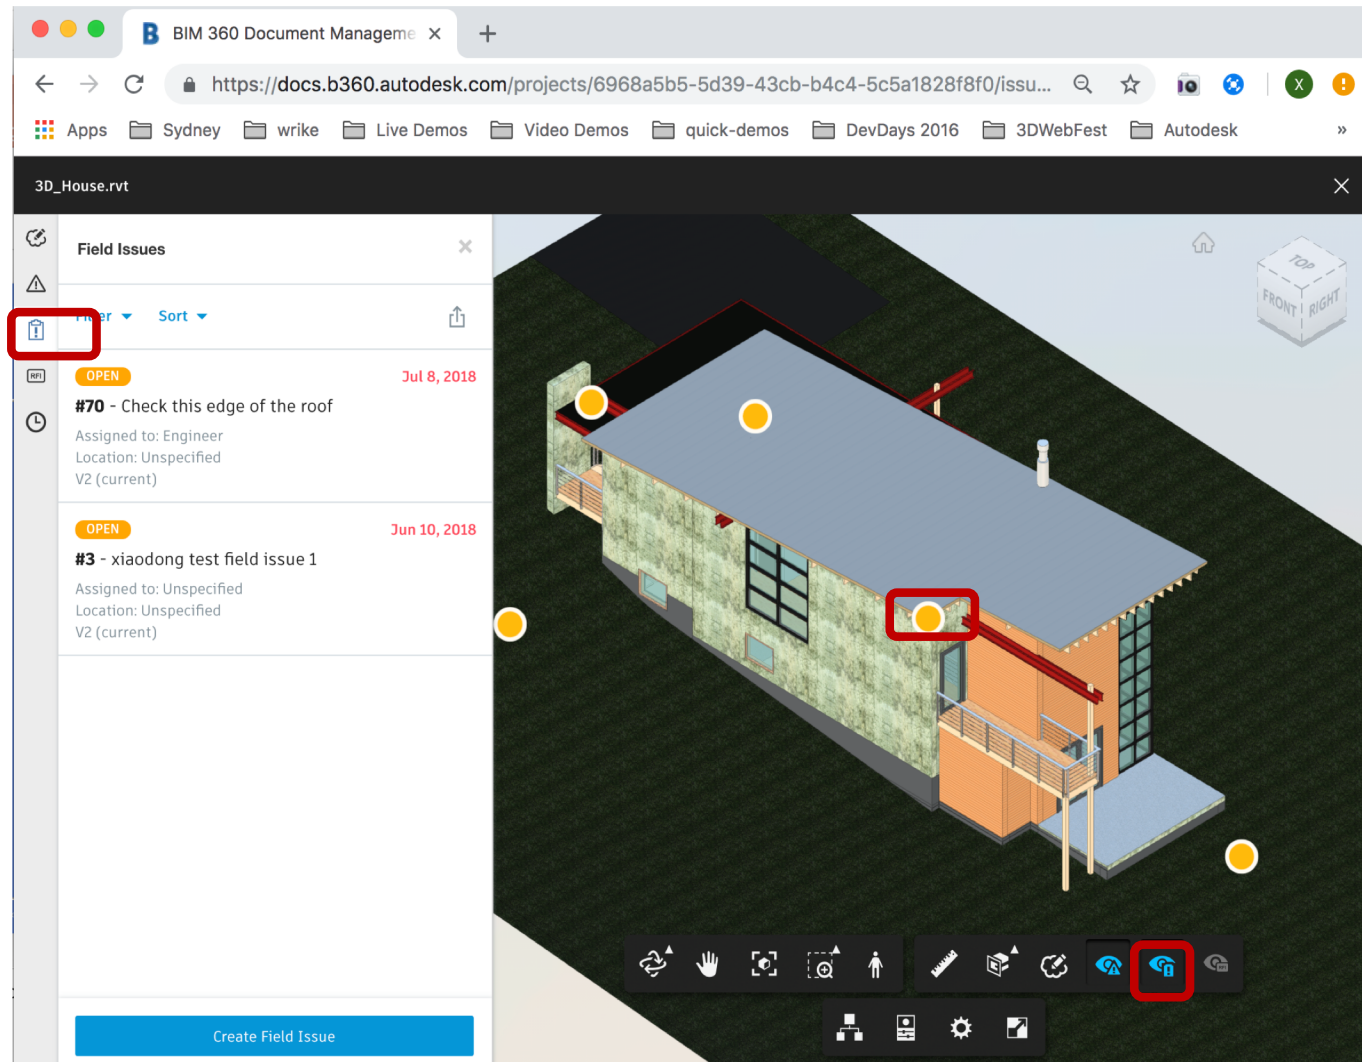 BIM 360 Document Manageme
https://docs.b360.autodesk.com/projects/6968a5b5-5d39-43cb-b4c4-5c5a1828f8f0/issu...
X
Apps Sydney wrike Live Demos Video Demos quick-demos DevDays 2016 3DWebFest Autodesk »
3D_House.rvt
Field Issues
Filter Sort
OPEN Jul 8, 2018
#70 - Check this edge of the roof
Assigned to: Engineer
Location: Unspecified
V2 (current)
OPEN Jun 10, 2018
#3 - xiaodong test field issue 1
Assigned to: Unspecified
Location: Unspecified
V2 (current)
Create Field Issue
RFI
TOP
FRONT RIGHT